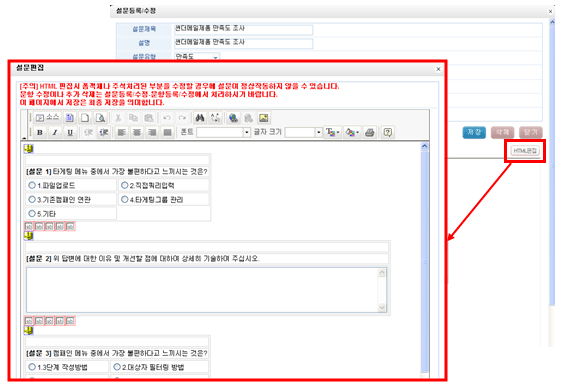 설문등록/수정
설문제목 센더메일제품 만족도 조사
설명 센더메일제품 만족도 조사
설문유형 만족도
저장 삭제 닫기
HTML편집
설문편집
[주의] HTML 편집시 품격체나 주석처리된 부분을 수정할 경우에 설문이 정상작동하지 않을 수 있습니다.
문항 수정이나 추가 삭제는 설문등록/수정-문항등록/수정에서 처리하시기 바랍니다.
이 페이지에서 저장은 최종 저장을 의미합니다.
소스
B I U 폰트 글자 크기
[설문 1] 타게팅 메뉴 중에서 가장 불편하다고 느끼시는 것은?
1.파일업로드 2.직접쿼리입력
3.기존캠페인 연관 4.타게팅그룹 관리
5.기타
[설문 2] 위 답변에 대한 이유 및 개선할 점에 대하여 상세히 기술하여 주십시오.
[설문 3] 캠페인 메뉴 중에서 가장 불편하다고 느끼시는 것은?
1.3단계 작성방법 2.대상자 필터링 방법